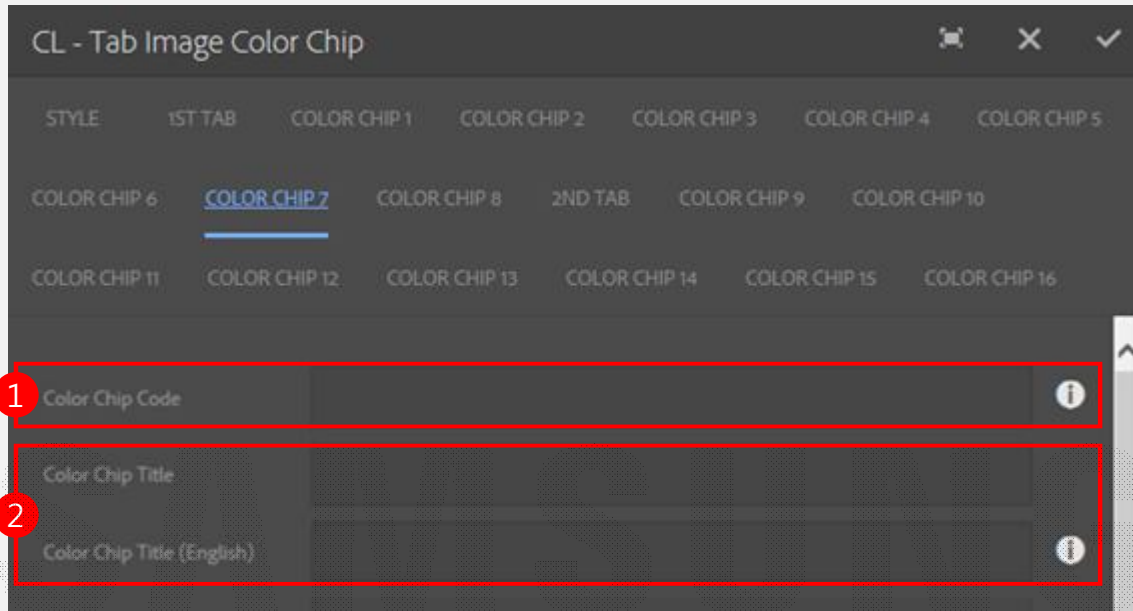 CL - Tab Image Color Chip
STYLE 1ST TAB COLOR CHIP 1 COLOR CHIP 2 COLOR CHIP 3 COLOR CHIP 4 COLOR CHIP 5
COLOR CHIP 6 COLOR CHIP 7 COLOR CHIP 8 2ND TAB COLOR CHIP 9 COLOR CHIP 10
COLOR CHIP 11 COLOR CHIP 12 COLOR CHIP 13 COLOR CHIP 14 COLOR CHIP 15 COLOR CHIP 16
1 Color Chip Code
Color Chip Title
2
Color Chip Title (English)
SAMSUNG